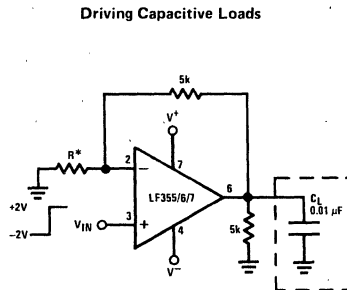 Driving Capacitive Loads
5k
V+
R*
2
−
7
LF355/6/7
6
+2V
−2V
VIN
3
+
4
5k
CL
0.01 μF
V−